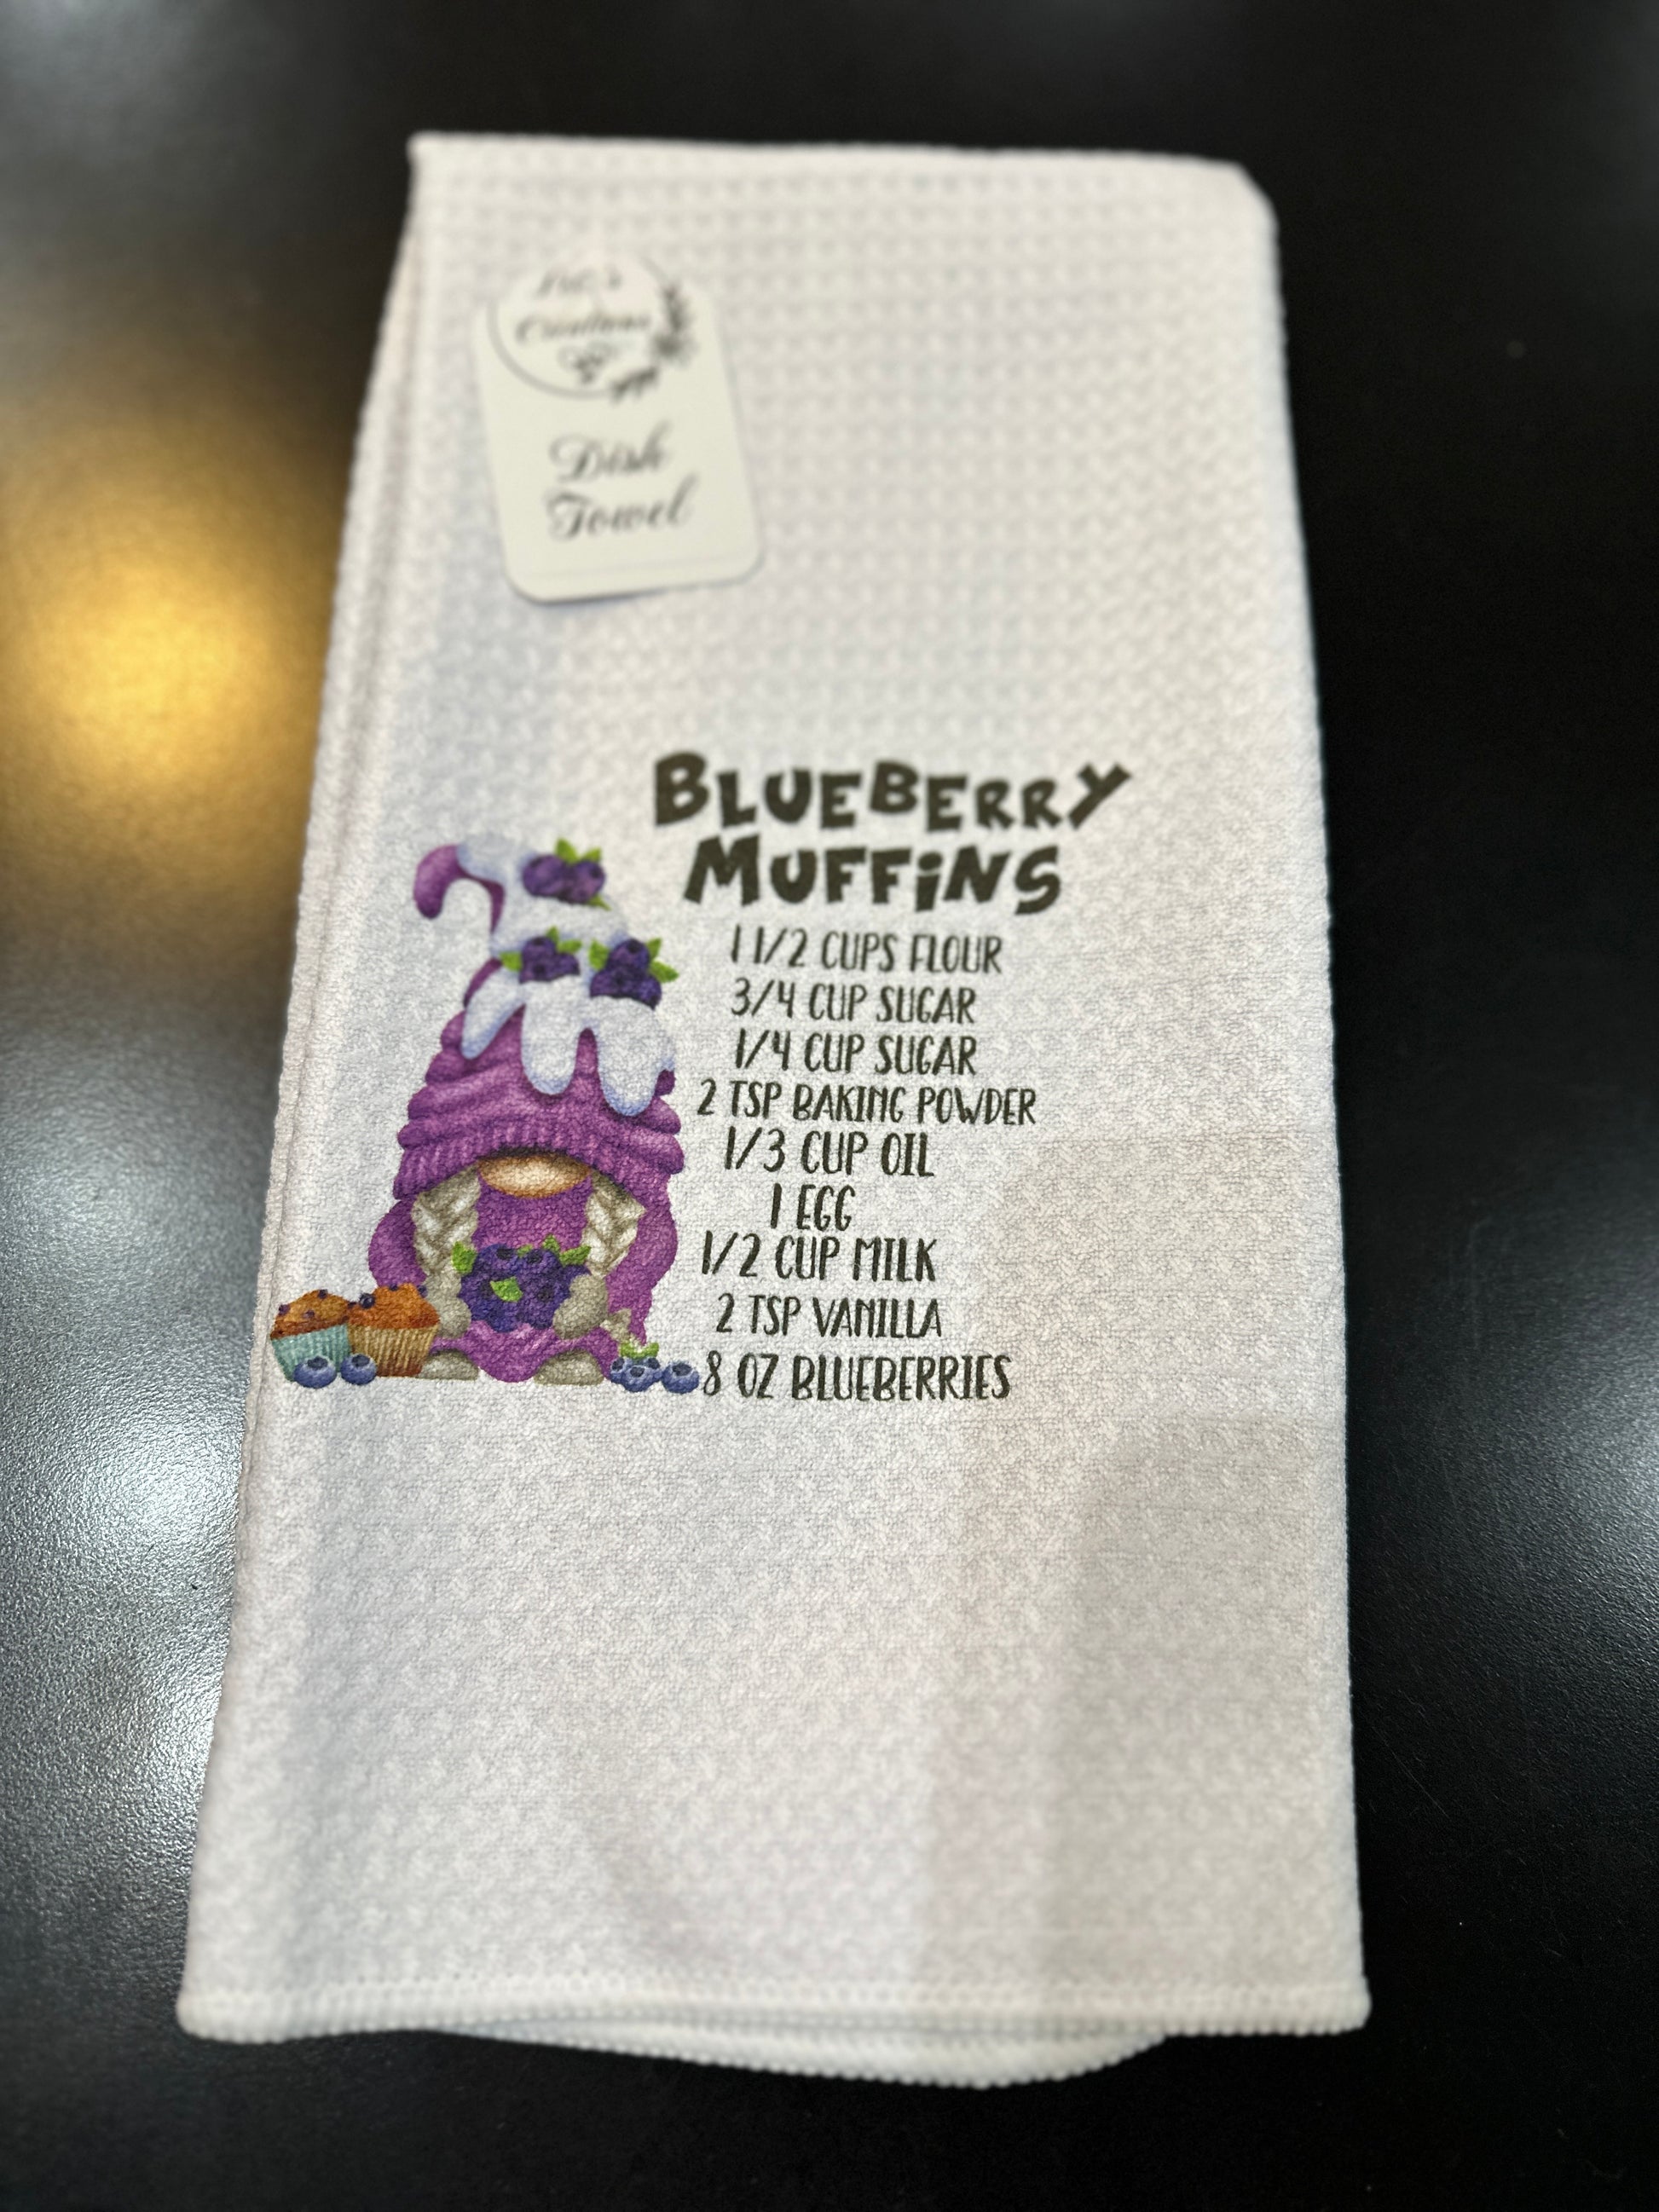 Creations
Dish
Towel
BLUEBERRY
MUFFiNS
1 1/2 CUPS FLOUR
3/4 CUP SUGAR
1/4 CUP SUGAR
2 TSP BAKING POWDER
1/3 CUP OIL
1 EGG
1/2 CUP MILK
2 TSP VANILLA
8 OZ BLUEBERRIES